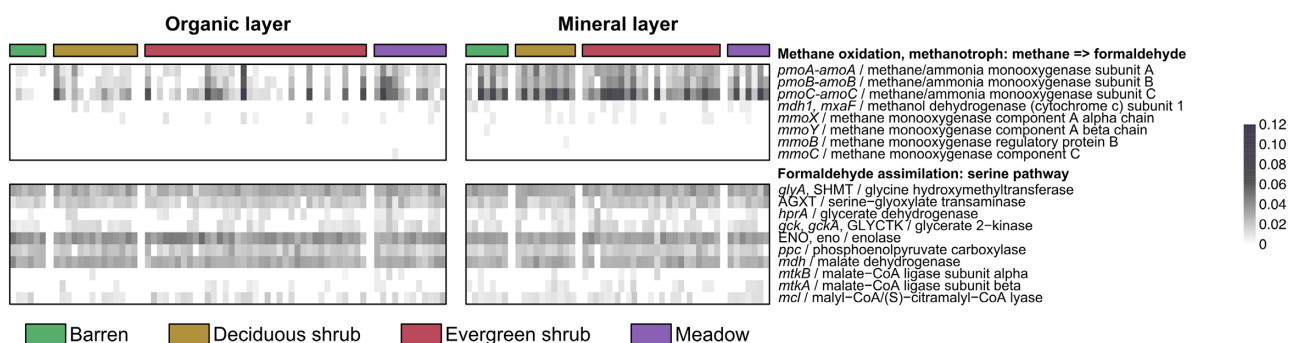 Organic layer
Mineral layer
Methane oxidation, methanotroph: methane => formaldehyde
pmoA-amoA / methane/ammonia monooxygenase subunit A
pmoB-amoB / methane/ammonia monooxygenase subunit B
pmoC-amoC / methane/ammonia monooxygenase subunit C
mdh1, mxaF / methanol dehydrogenase (cytochrome c) subunit 1
mmoX / methane monooxygenase component A alpha chain
mmoY / methane monooxygenase component A beta chain
mmoB / methane monooxygenase regulatory protein B
mmoC / methane monooxygenase component C
Formaldehyde assimilation: serine pathway
glyA, SHMT / glycine hydroxymethyltransferase
AGXT / serine−glyoxylate transaminase
hprA / glycerate dehydrogenase
gck, gckA, GLYCTK / glycerate 2−kinase
ENO, eno / enolase
ppc / phosphoenolpyruvate carboxylase
mdh / malate dehydrogenase
mtkB / malate−CoA ligase subunit alpha
mtkA / malate−CoA ligase subunit beta
mcl / malyl−CoA/(S)−citramalyl−CoA lyase
0.12
0.10
0.08
0.06
0.04
0.02
0
Barren
Deciduous shrub
Evergreen shrub
Meadow